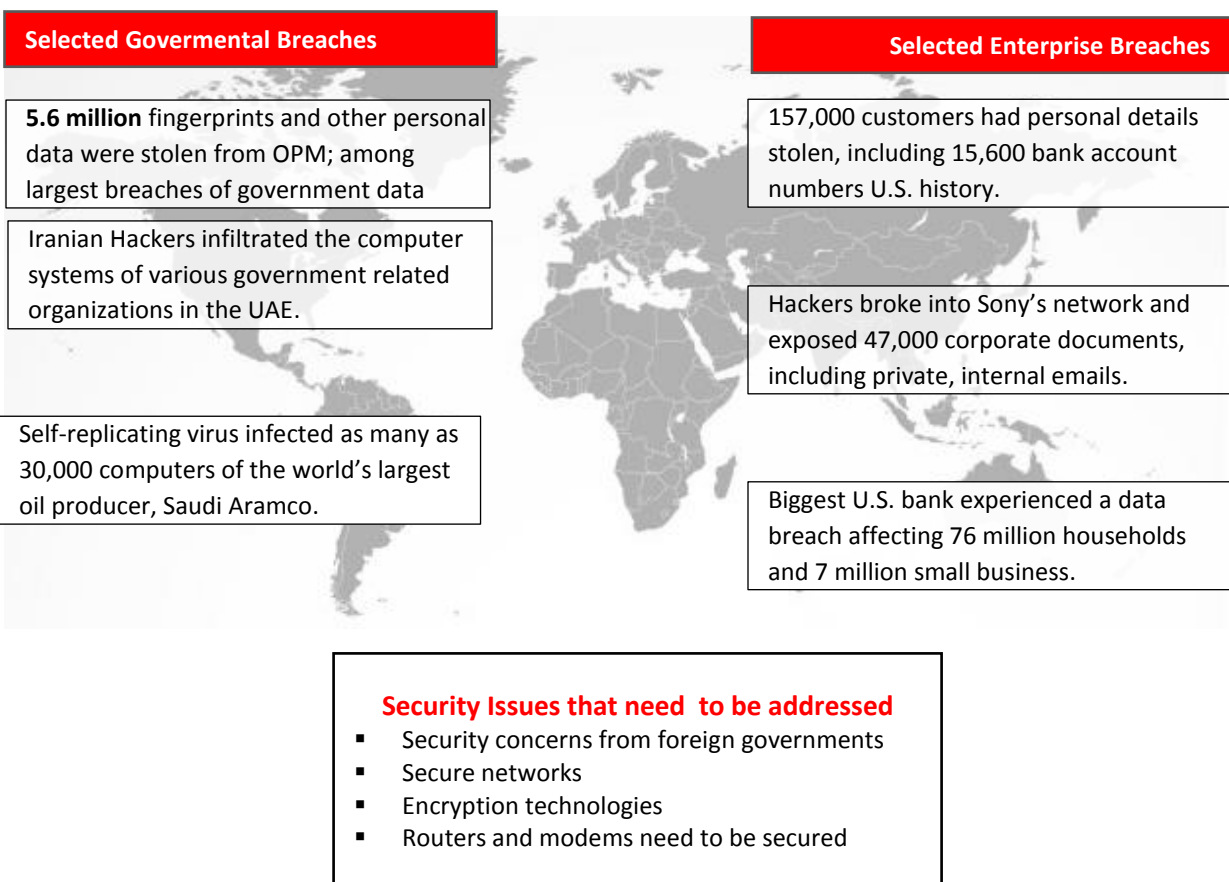 Selected Govermental Breaches
5.6 million fingerprints and other personal
data were stolen from OPM; among
largest breaches of government data
Iranian Hackers infiltrated the computer
systems of various government related
organizations in the UAE.
Self-replicating virus infected as many as
30,000 computers of the world’s largest
oil producer, Saudi Aramco.
Selected Enterprise Breaches
157,000 customers had personal details
stolen, including 15,600 bank account
numbers U.S. history.
Hackers broke into Sony’s network and
exposed 47,000 corporate documents,
including private, internal emails.
Biggest U.S. bank experienced a data
breach affecting 76 million households
and 7 million small business.
Security Issues that need  to be addressed
▪ Security concerns from foreign governments
▪ Secure networks
▪ Encryption technologies
▪ Routers and modems need to be secured